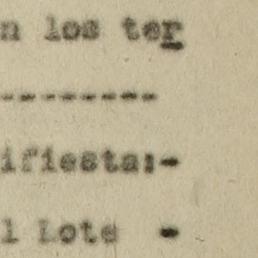 n los ter
-----------
ifiesta:-
l Lote -